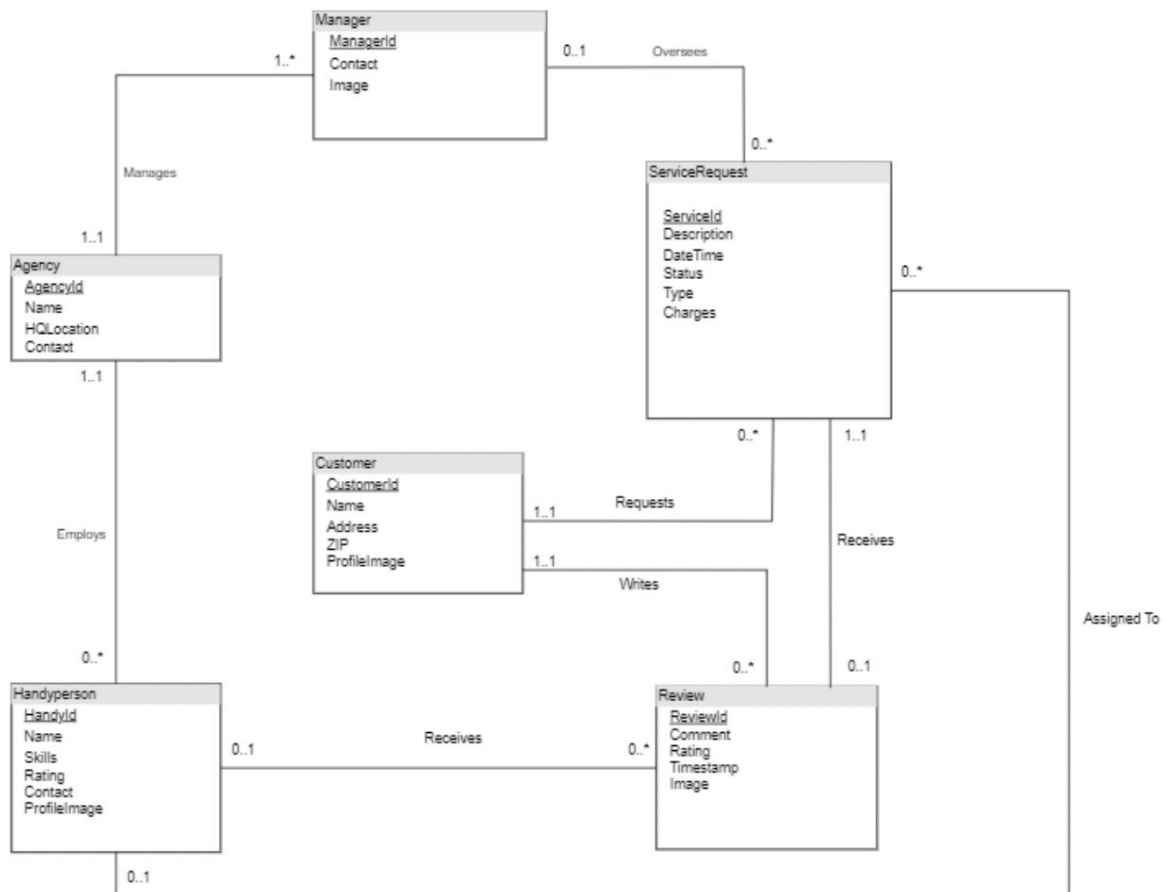 Manager
ManagerId
Contact
Image
1..*
0..1
Oversees
0..*
Manages
ServiceRequest
ServiceId
Description
DateTime
Status
Type
Charges
1..1
Agency
AgencyId
Name
HQLocation
Contact
0..*
1..1
0..*
1..1
Customer
CustomerId
Name
Address
ZIP
ProfileImage
1..1
Requests
1..1
Writes
Employs
Receives
Assigned To
0..*
0..*
0..1
Handyperson
HandyId
Name
Skills
Rating
Contact
ProfileImage
0..1
Receives
0..*
Review
ReviewId
Comment
Rating
Timestamp
Image
0..1